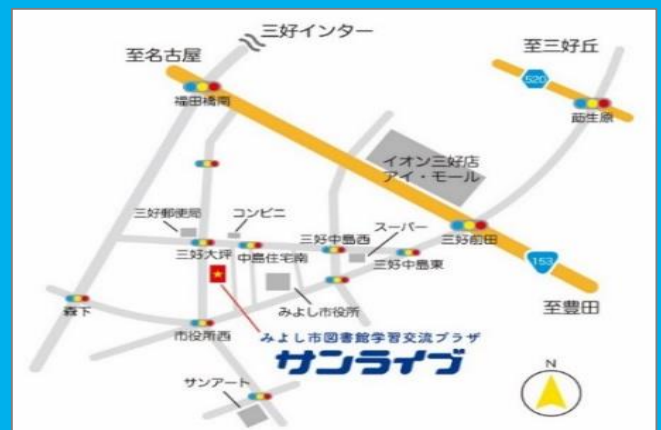 三好インター
至名古屋
至三好丘
520
福田橋南
莇生原
イオン三好店
アイ・モール
三好郵便局
コンビニ
三好中島西
スーパー
三好前田
三好大坪
中島住宅南
三好中島東
153
森下
みよし市役所
至豊田
市役所西
みよし市図書館学習交流プラザ
サンライブ
サンアート
N